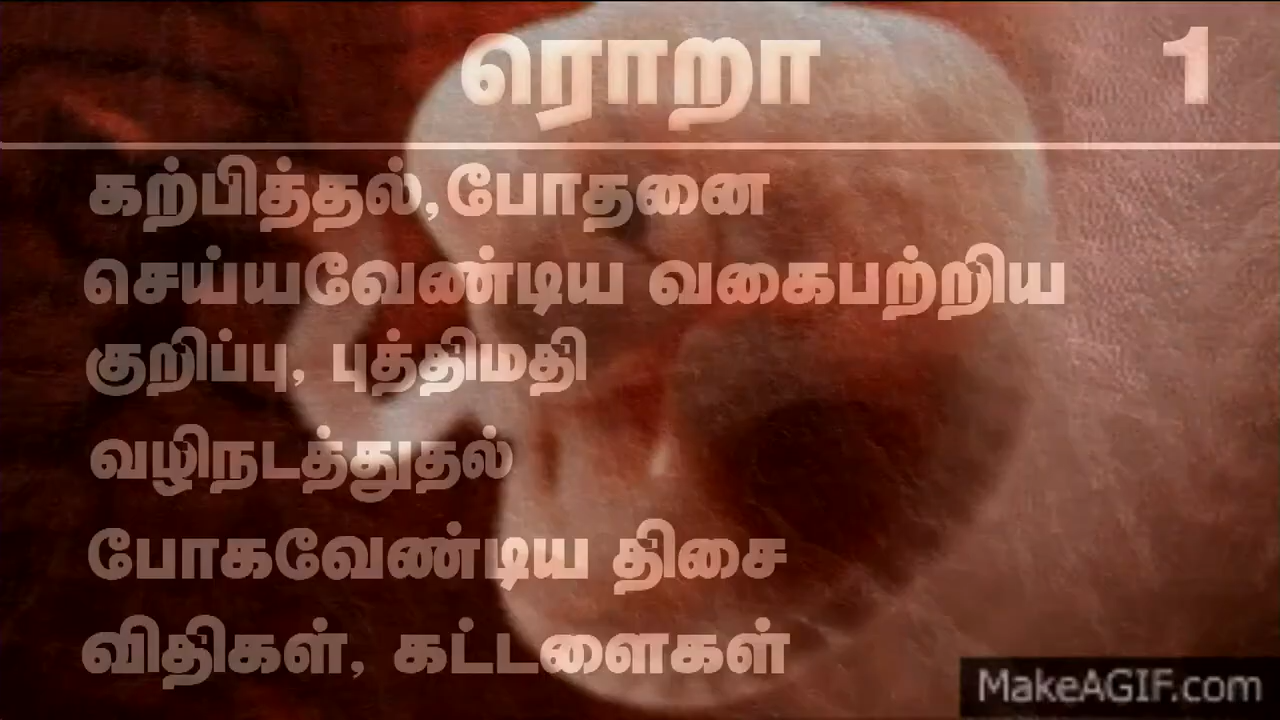 ரொறா 1
கற்பித்தல்,போதனை
செய்யவேண்டிய வகைபற்றிய
குறிப்பு, புத்திமதி
வழிநடத்துதல்
போகவேண்டிய திசை
விதிகள், கட்டளைகள்
MakeAGIF.com